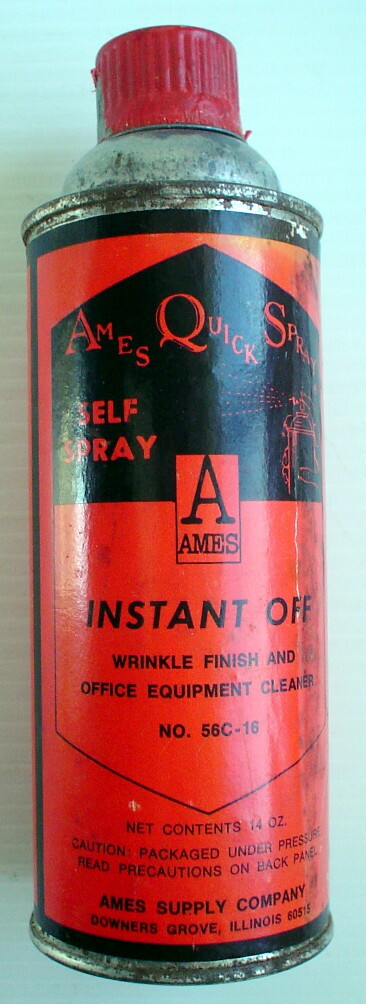 AMES QUICK SPRAY
SELF
SPRAY
A
AMES
INSTANT OFF
WRINKLE FINISH AND
OFFICE EQUIPMENT CLEANER
NO. 56C-16
NET CONTENTS 14 OZ.
CAUTION: PACKAGED UNDER PRESSURE
READ PRECAUTIONS ON BACK PANEL
AMES SUPPLY COMPANY
DOWNERS GROVE, ILLINOIS 60515